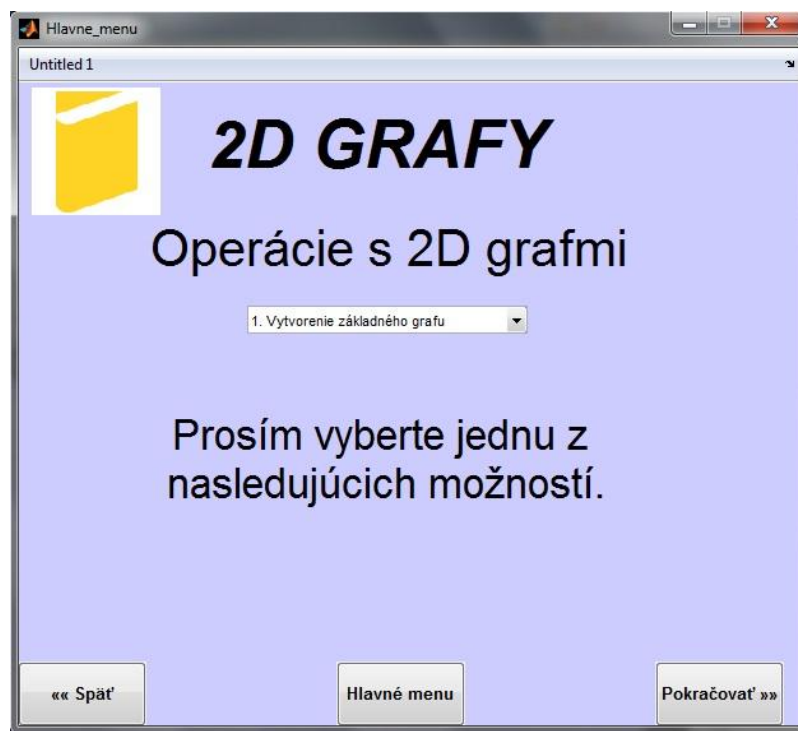 Hlavne_menu
Untitled 1
2D GRAFY
Operácie s 2D grafmi
1. Vytvorenie základného grafu
Prosím vyberte jednu z
nasledujúcich možností.
«« Späť
Hlavné menu
Pokračovať »»